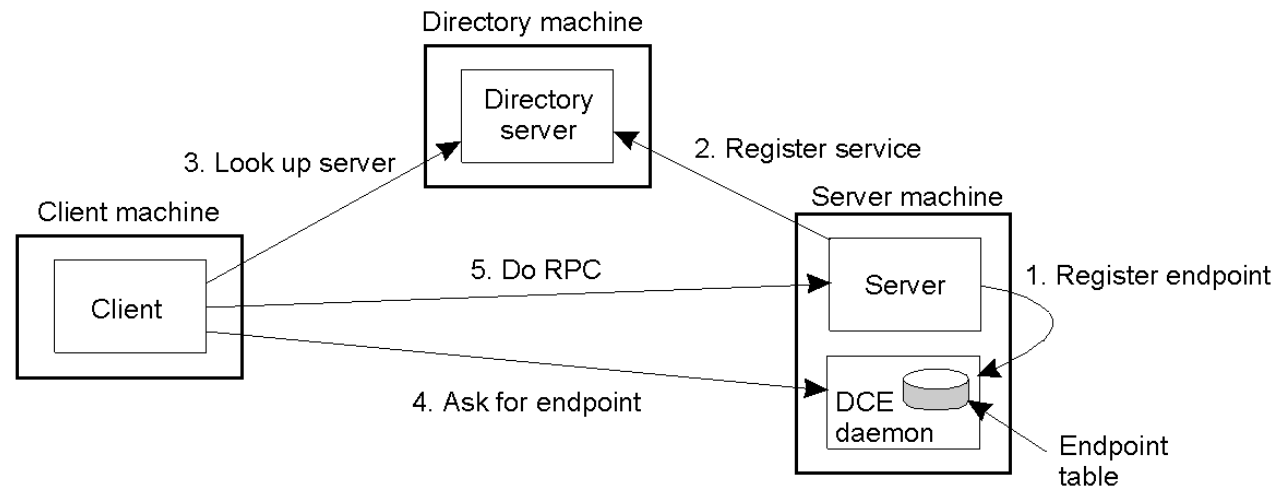 Directory machine
Directory
server
3. Look up server
2. Register service
Client machine
Server machine
5. Do RPC
1. Register endpoint
Client
Server
4. Ask for endpoint
DCE
daemon
Endpoint
table